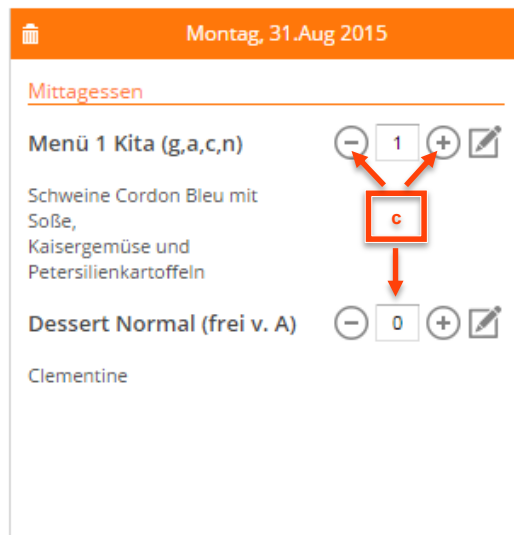 Montag, 31.Aug 2015
Mittagessen
Menü 1 Kita (g,a,c,n)
1
Schweine Cordon Bleu mit
Soße,
Kaisergemüse und
Petersilienkartoffeln
c
Dessert Normal (frei v. A)
0
Clementine